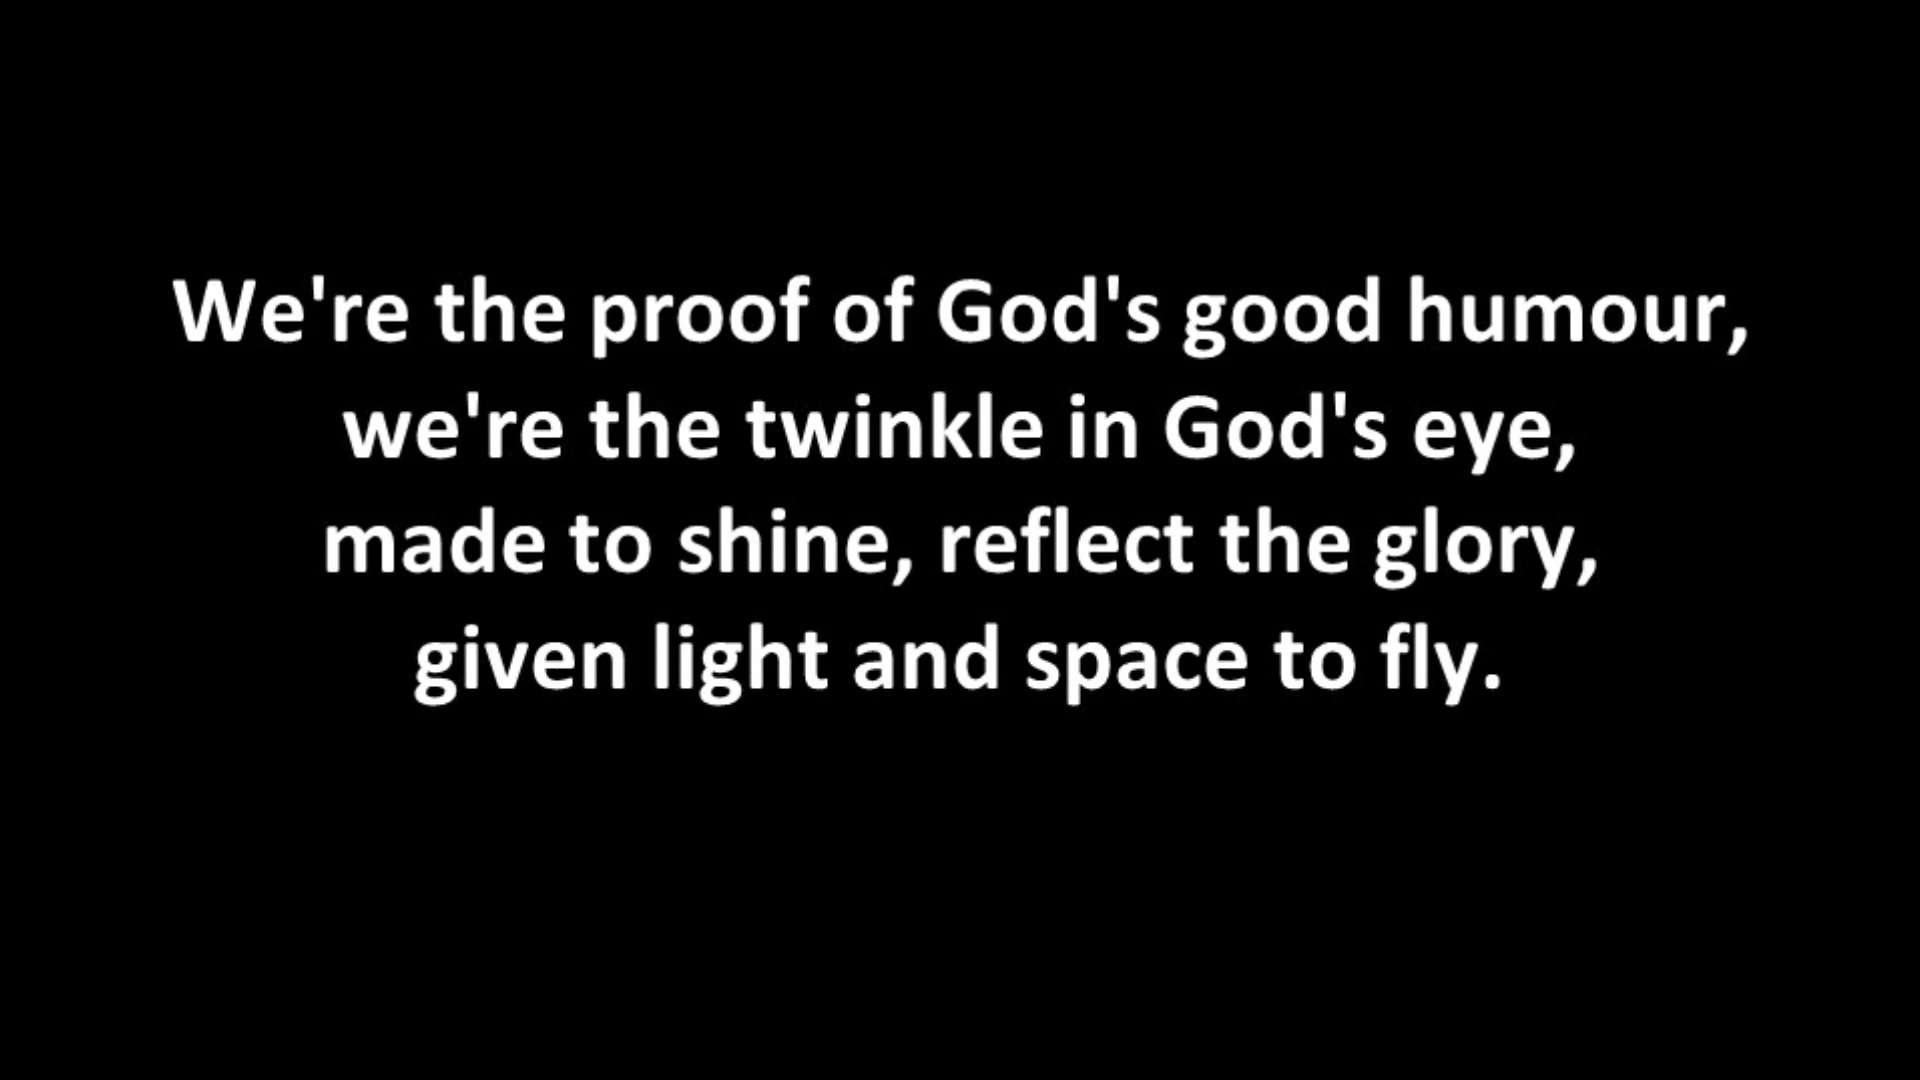 We're the proof of God's good humour,
we're the twinkle in God's eye,
made to shine, reflect the glory,
given light and space to fly.